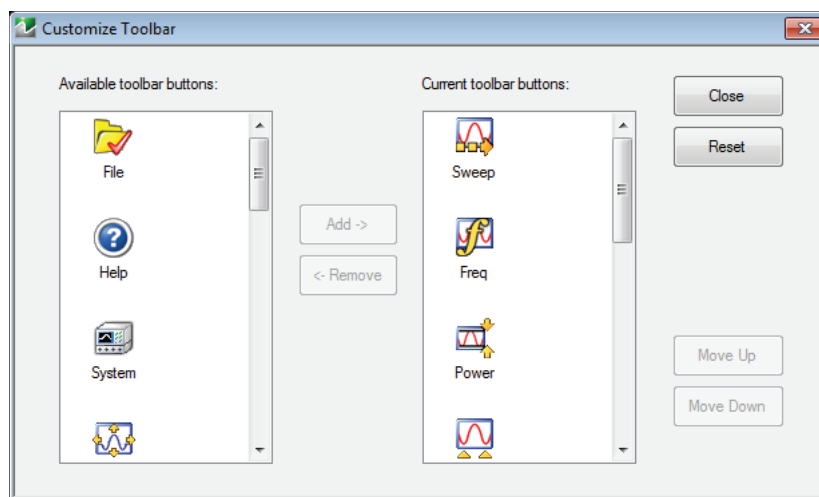 Customize Toolbar
Available toolbar buttons:
Current toolbar buttons:
Close
Reset
File
Sweep
Add ->
Help
Freq
<- Remove
System
Power
Move Up
Move Down